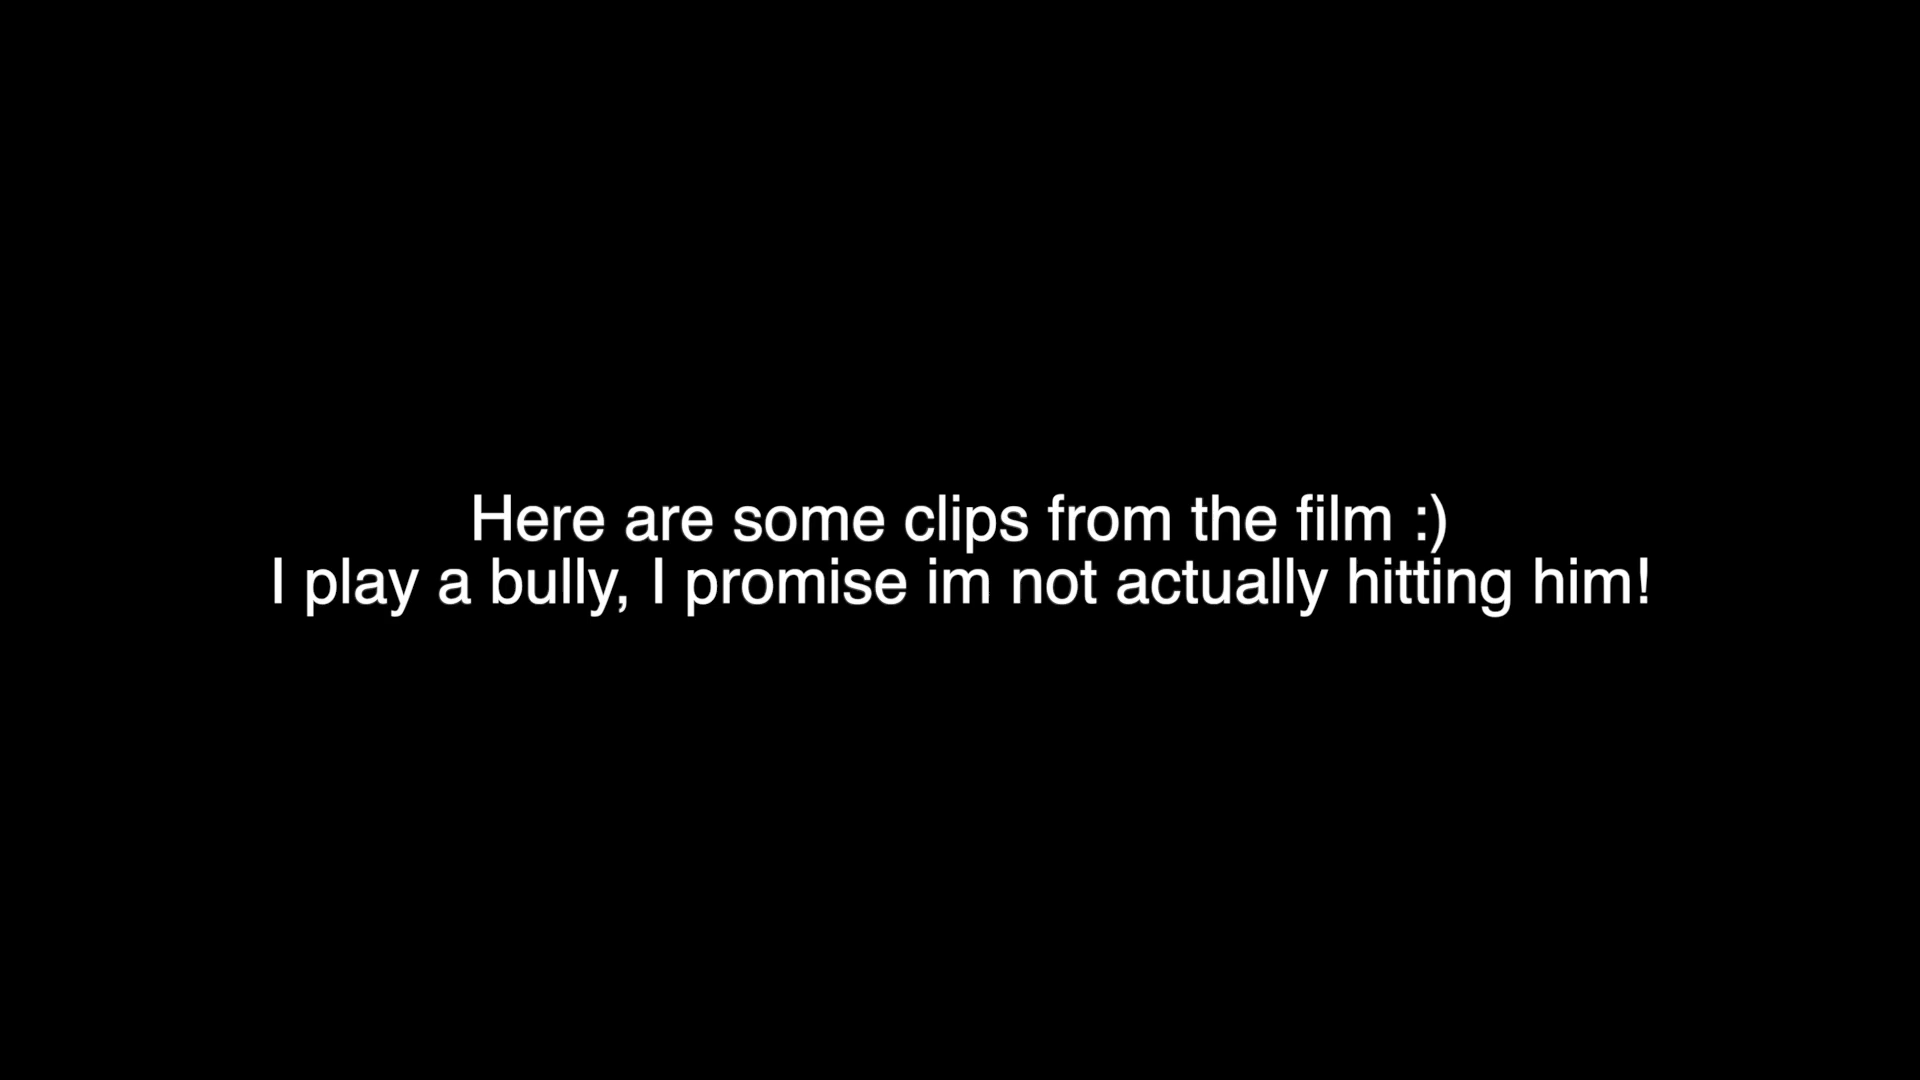 Here are some clips from the film :)
I play a bully, I promise im not actually hitting him!